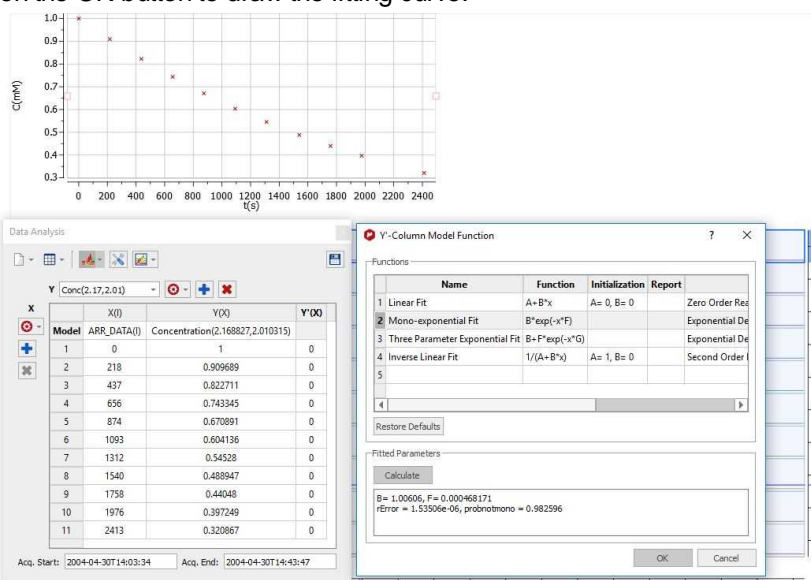 on the OK button to draw the fitting curve.
1.0
0.9
0.8
0.7
0.6
0.5
0.4
0.3
C(mM)
0 200 400 600 800 1000 1200 1400 1600 1800 2000 2200 2400
t(s)
Data Analysis
Y Conc(2.17,2.01)
X
X(I) Y(X) Y'(X)
Model ARR_DATA(I) Concentration(2.168827,2.010315)
1 0 1 0
2 218 0.909689 0
3 437 0.822711 0
4 656 0.743345 0
5 874 0.670891 0
6 1093 0.604136 0
7 1312 0.54528 0
8 1540 0.488947 0
9 1758 0.44048 0
10 1976 0.397249 0
11 2413 0.320867 0
Acq. Start: 2004-04-30T14:03:34 Acq. End: 2004-04-30T14:43:47
Y'-Column Model Function ? X
Functions
Name Function Initialization Report
1 Linear Fit A+B*x A= 0, B= 0 Zero Order Rea
2 Mono-exponential Fit B*exp(-x*F) Exponential De
3 Three Parameter Exponential Fit B+F*exp(-x*G) Exponential De
4 Inverse Linear Fit 1/(A+B*x) A= 1, B= 0 Second Order
5
Restore Defaults
Fitted Parameters
Calculate
B= 1.00606, F= 0.000468171
rError = 1.53506e-06, probnotmono = 0.982596
OK Cancel